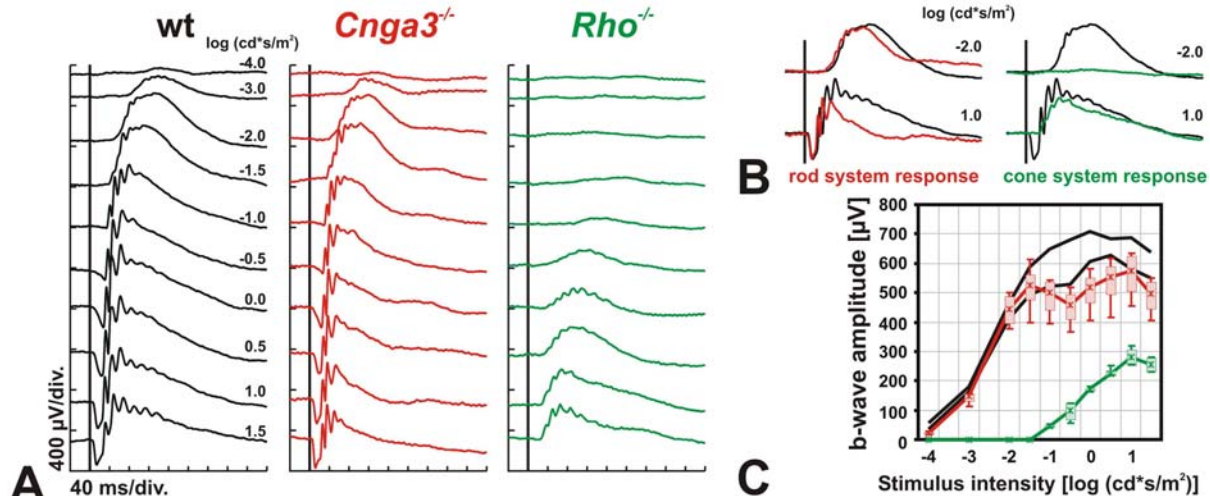 wt
Cnga3-/-
Rho-/-
log (cd*s/m²)
-4.0
-3.0
-2.0
-1.5
-1.0
-0.5
0.0
0.5
1.0
1.5
400 µV/div.
40 ms/div.
A
log (cd*s/m²)
-2.0
-2.0
1.0
1.0
B
rod system response
cone system response
b-wave amplitude [µV]
800
700
600
500
400
300
200
100
0
-4 -3 -2 -1 0 1
Stimulus intensity [log (cd*s/m²)]
C